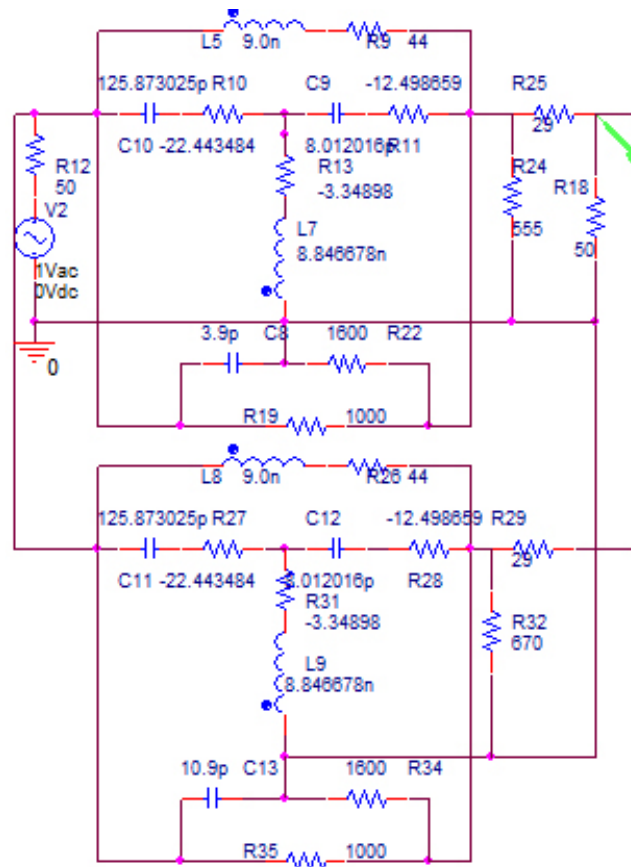 L5 9.0n R9 44
125.873025p R10 C9 -12.498659 R25
C10 -22.443484 8.012016p R11 29
R12 R13 R24 R18
50 -3.34898
V2 L7 555 50
1Vac 8.846678n
0Vdc
0 3.9p C8 1600 R22
R19 1000
L8 9.0n R26 44
125.873025p R27 C12 -12.498659 R29
C11 -22.443484 8.012016p R28 29
R31 R32
-3.34898 670
L9
8.846678n
10.9p C13 1600 R34
R35 1000